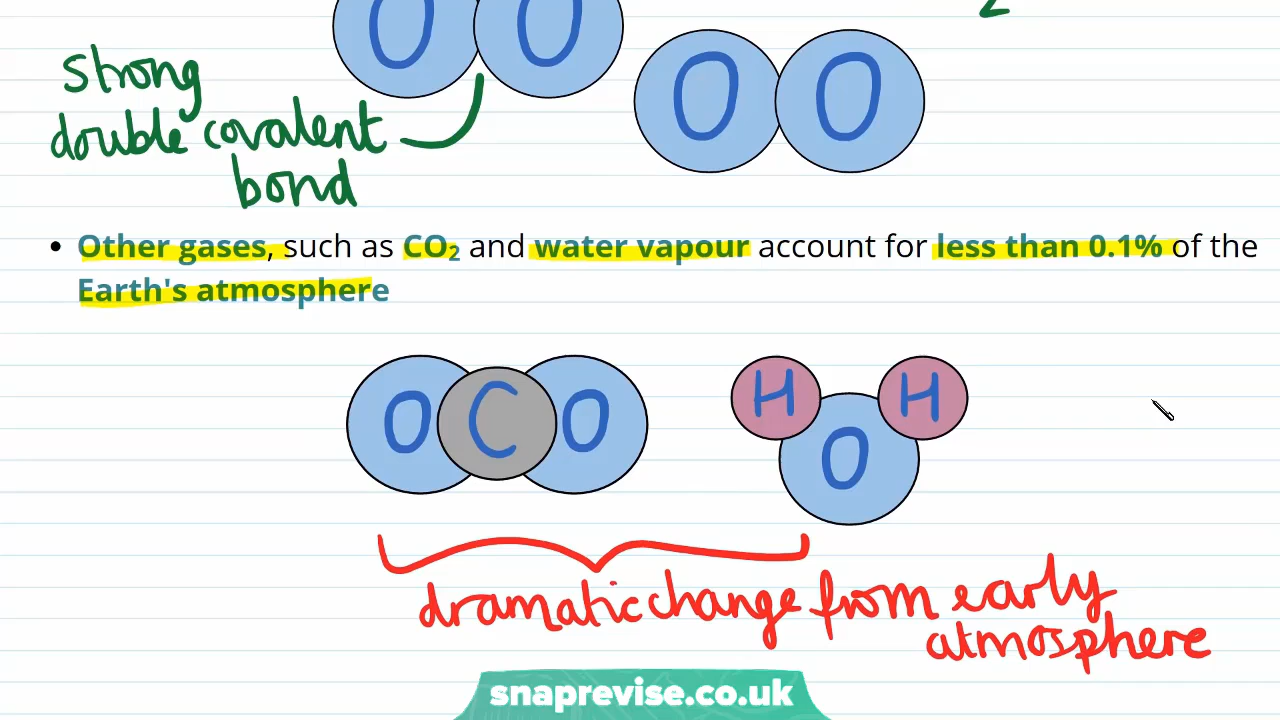 2
O O
O O
strong
double covalent
bond
• Other gases, such as CO₂ and water vapour account for less than 0.1% of the
Earth's atmosphere
O C O
H H
O
dramatic change from early
atmosphere
snaprevise.co.uk